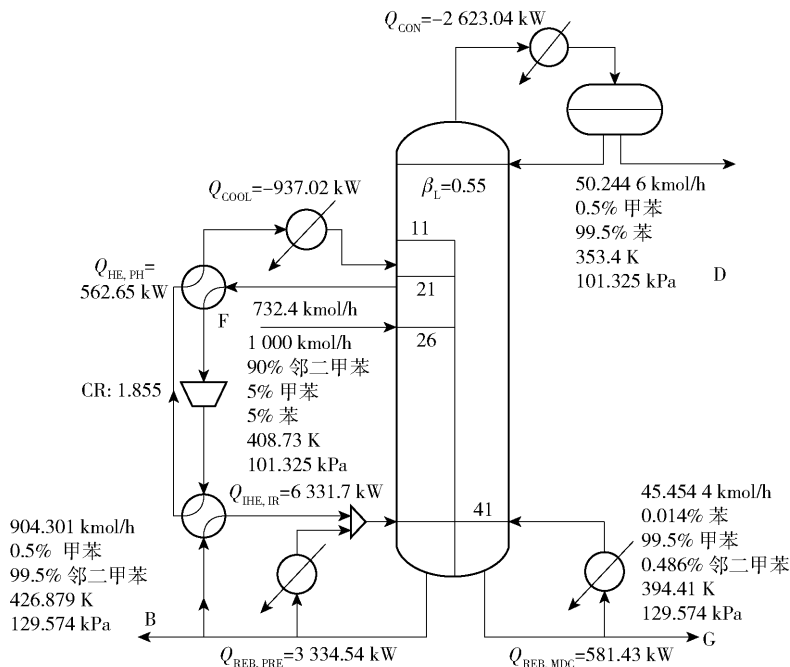 Q_CON=−2 623.04 kW
Q_COOL=−937.02 kW
β_L=0.55
50.244 6 kmol/h
0.5% 甲苯
99.5% 苯
353.4 K
101.325 kPa
D
11
Q_HE, PH=
562.65 kW
21
F
732.4 kmol/h
26
1 000 kmol/h
90% 邻二甲苯
5% 甲苯
5% 苯
408.73 K
101.325 kPa
CR: 1.855
Q_IHE, IR=6 331.7 kW
41
45.454 4 kmol/h
0.014% 苯
99.5% 甲苯
0.486% 邻二甲苯
394.41 K
129.574 kPa
904.301 kmol/h
0.5% 甲苯
99.5% 邻二甲苯
426.879 K
129.574 kPa
B
G
Q_REB, PRE=3 334.54 kW
Q_REB, MDC=581.43 kW